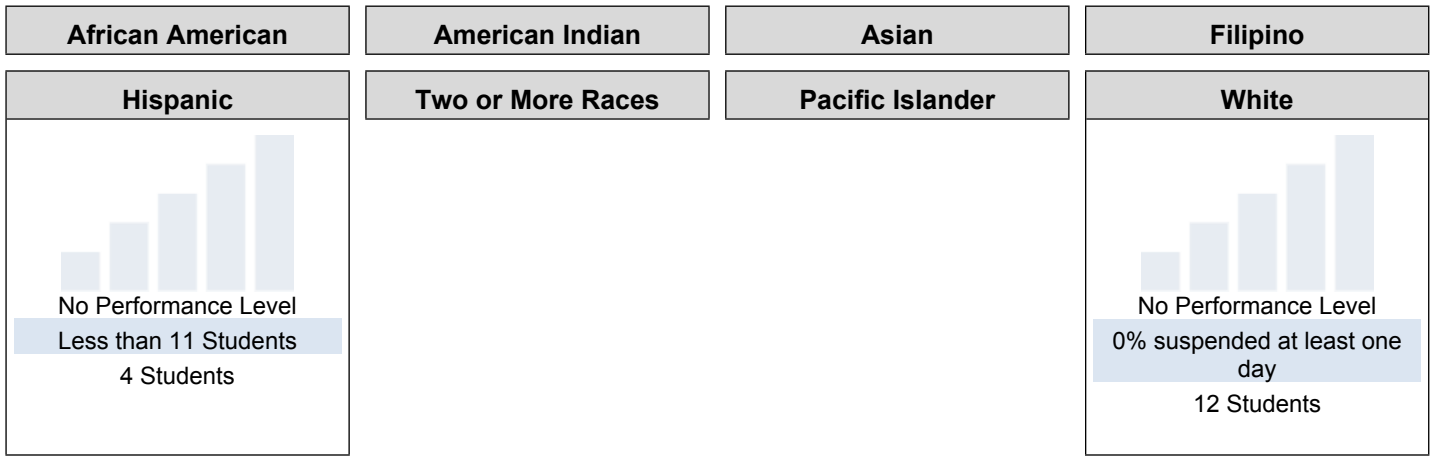 African American
American Indian
Asian
Filipino
Hispanic
Two or More Races
Pacific Islander
White
No Performance Level
Less than 11 Students
4 Students
No Performance Level
0% suspended at least one
day
12 Students